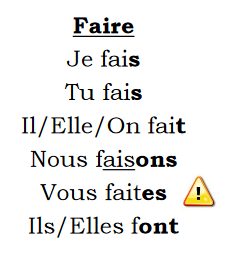 Faire
Je fais
Tu fais
Il/Elle/On fait
Nous faisons
Vous faites
Ils/Elles font